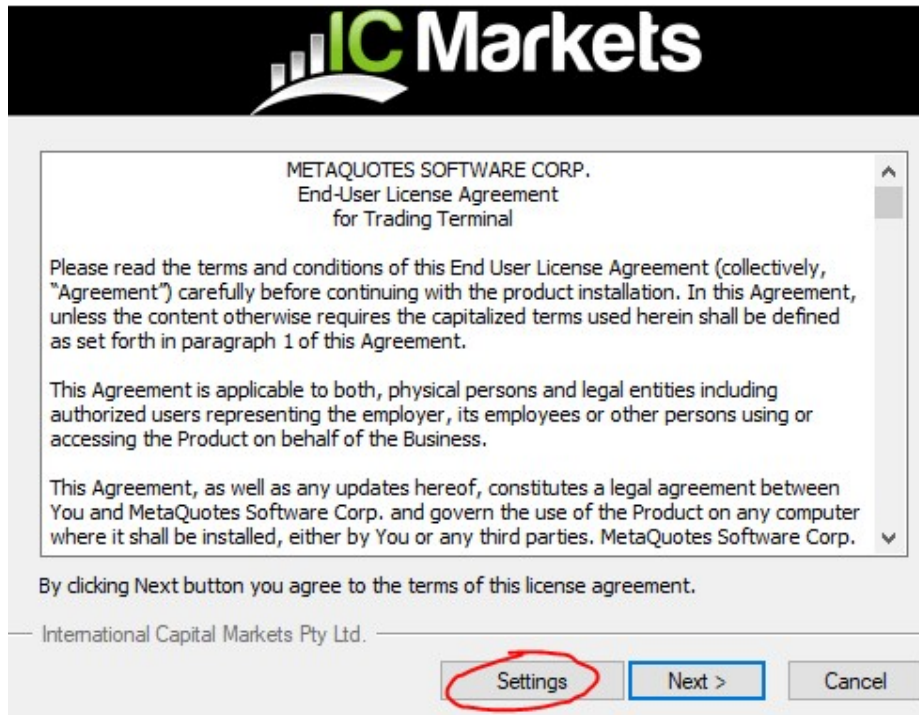 IC Markets
METAQUOTES SOFTWARE CORP.
End-User License Agreement
for Trading Terminal
Please read the terms and conditions of this End User License Agreement (collectively,
“Agreement”) carefully before continuing with the product installation. In this Agreement,
unless the content otherwise requires the capitalized terms used herein shall be defined
as set forth in paragraph 1 of this Agreement.
This Agreement is applicable to both, physical persons and legal entities including
authorized users representing the employer, its employees or other persons using or
accessing the Product on behalf of the Business.
This Agreement, as well as any updates hereof, constitutes a legal agreement between
You and MetaQuotes Software Corp. and govern the use of the Product on any computer
where it shall be installed, either by You or any third parties. MetaQuotes Software Corp.
By clicking Next button you agree to the terms of this license agreement.
International Capital Markets Pty Ltd.
Settings Next > Cancel